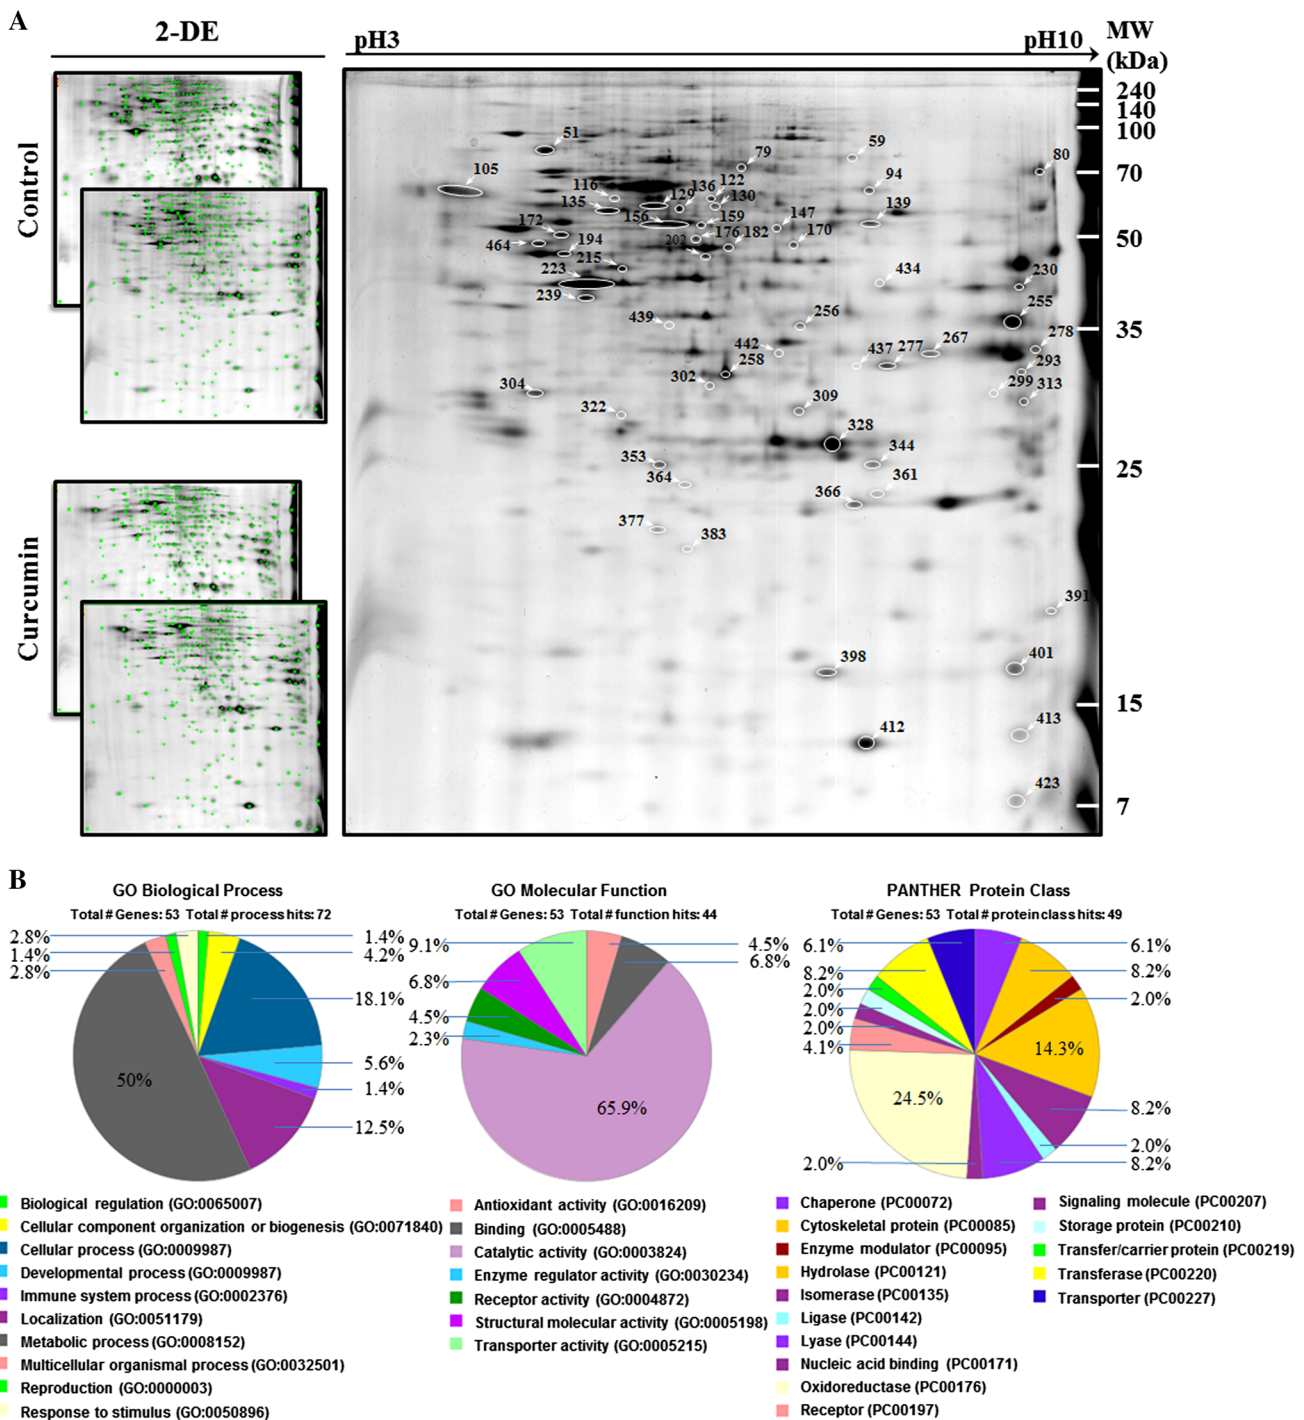 A
2-DE
pH3
pH10
MW
(kDa)
Control
Curcumin
240
140
100
70
50
35
25
15
7
51
59
79
80
105
94
116
136
122
129
130
135
139
156
159
147
172
176
182
170
464
194
202
215
223
434
230
239
255
439
256
278
442
437
277
267
258
293
302
299
313
304
309
322
328
353
344
364
361
366
377
383
391
398
401
412
413
423
B
GO Biological Process
Total # Genes: 53 Total # process hits: 72
2.8%
1.4%
2.8%
1.4%
4.2%
18.1%
5.6%
1.4%
12.5%
50%
Biological regulation (GO:0065007)
Cellular component organization or biogenesis (GO:0071840)
Cellular process (GO:0009987)
Developmental process (GO:0009987)
Immune system process (GO:0002376)
Localization (GO:0051179)
Metabolic process (GO:0008152)
Multicellular organismal process (GO:0032501)
Reproduction (GO:0000003)
Response to stimulus (GO:0050896)
GO Molecular Function
Total # Genes: 53 Total # function hits: 44
9.1%
6.8%
4.5%
2.3%
4.5%
6.8%
65.9%
Antioxidant activity (GO:0016209)
Binding (GO:0005488)
Catalytic activity (GO:0003824)
Enzyme regulator activity (GO:0030234)
Receptor activity (GO:0004872)
Structural molecular activity (GO:0005198)
Transporter activity (GO:0005215)
PANTHER Protein Class
Total # Genes: 53 Total # protein class hits: 49
6.1%
8.2%
2.0%
2.0%
2.0%
4.1%
24.5%
2.0%
6.1%
8.2%
2.0%
14.3%
8.2%
2.0%
8.2%
Chaperone (PC00072)
Cytoskeletal protein (PC00085)
Enzyme modulator (PC00095)
Hydrolase (PC00121)
Isomerase (PC00135)
Ligase (PC00142)
Lyase (PC00144)
Nucleic acid binding (PC00171)
Oxidoreductase (PC00176)
Receptor (PC00197)
Signaling molecule (PC00207)
Storage protein (PC00210)
Transfer/carrier protein (PC00219)
Transferase (PC00220)
Transporter (PC00227)